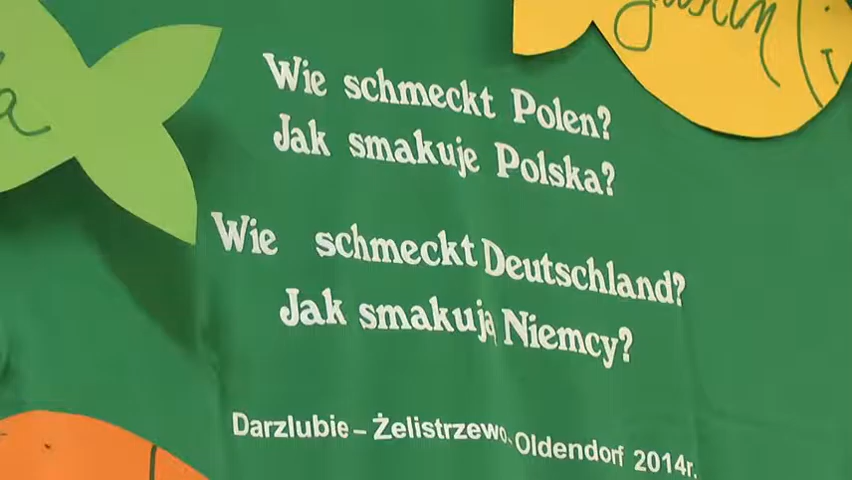 Wie schmeckt Polen?
Jak smakuje Polska?
Wie schmeckt Deutschland?
Jak smakują Niemcy?
Darzlubie – Żelistrzewo, Oldendorf 2014r.